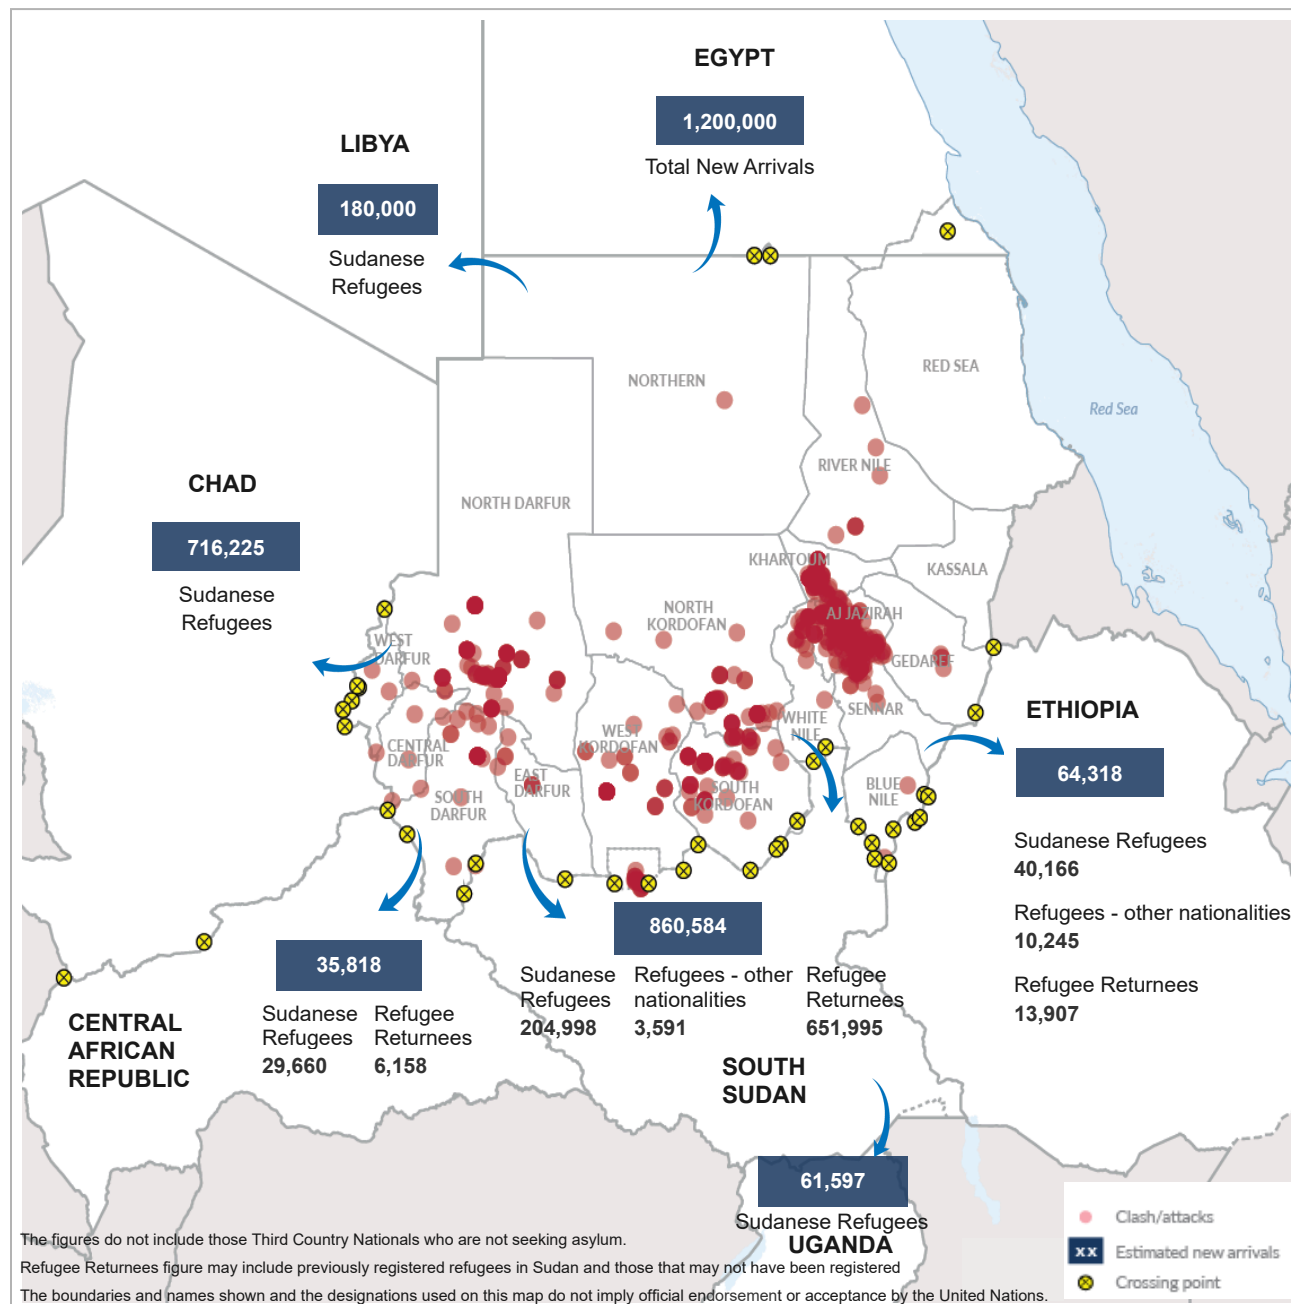 EGYPT
1,200,000
Total New Arrivals
LIBYA
180,000
Sudanese
Refugees
RED SEA
Red Sea
NORTHERN
RIVER NILE
CHAD
716,225
Sudanese
Refugees
NORTH DARFUR
KHARTOUM
KASSALA
NORTH
KORDOFAN
AJ JAZIRAH
WEST
DARFUR
GEDAREF
SENNAR
WHITE
NILE
WEST
KORDOFAN
CENTRAL
DARFUR
EAST
DARFUR
SOUTH
DARFUR
SOUTH
KORDOFAN
BLUE
NILE
ETHIOPIA
64,318
Sudanese Refugees
40,166
Refugees - other nationalities
10,245
Refugee Returnees
13,907
860,584
Sudanese
Refugees
204,998
Refugees - other
nationalities
3,591
Refugee
Returnees
651,995
SOUTH
SUDAN
35,818
Sudanese
Refugees
29,660
Refugee
Returnees
6,158
CENTRAL
AFRICAN
REPUBLIC
61,597
Sudanese Refugees
UGANDA
Clash/attacks
xx Estimated new arrivals
Crossing point
The figures do not include those Third Country Nationals who are not seeking asylum.
Refugee Returnees figure may include previously registered refugees in Sudan and those that may not have been registered
The boundaries and names shown and the designations used on this map do not imply official endorsement or acceptance by the United Nations.